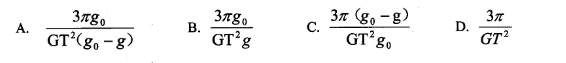 A. 3πg₀ / GT²(g₀ − g) B. 3πg₀ / GT²g C. 3π (g₀ − g) / GT²g₀ D. 3π / GT²